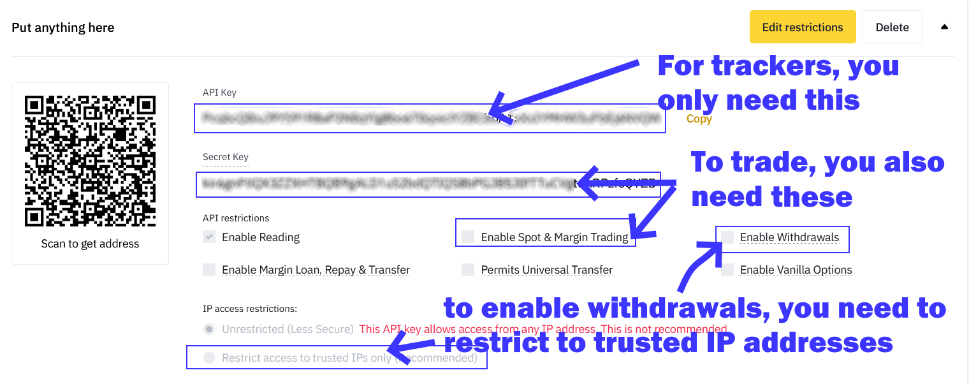 Put anything here
Edit restrictions
Delete
For trackers, you
only need this
API Key
Copy
To trade, you also
need these
Secret Key
API restrictions
Enable Reading
Enable Spot & Margin Trading
Enable Withdrawals
Scan to get address
Enable Margin Loan, Repay & Transfer
Permits Universal Transfer
Enable Vanilla Options
to enable withdrawals, you need to
restrict to trusted IP addresses
IP access restrictions:
Unrestricted (Less Secure) This API key allows access from any IP address. This is not recommended.
Restrict access to trusted IPs only (Recommended)